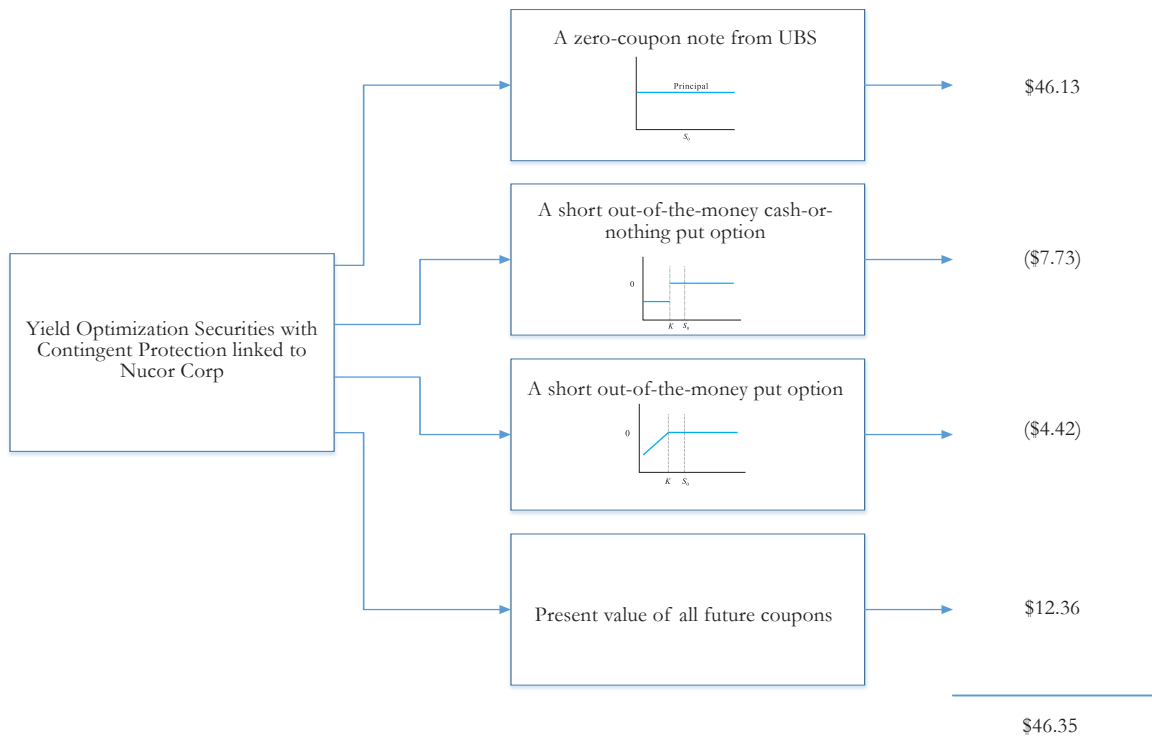 A zero-coupon note from UBS
Principal
S₀
$46.13
A short out-of-the-money cash-or-
nothing put option
0
K S₀
($7.73)
Yield Optimization Securities with
Contingent Protection linked to
Nucor Corp
A short out-of-the-money put option
0
K S₀
($4.42)
Present value of all future coupons
$12.36
$46.35